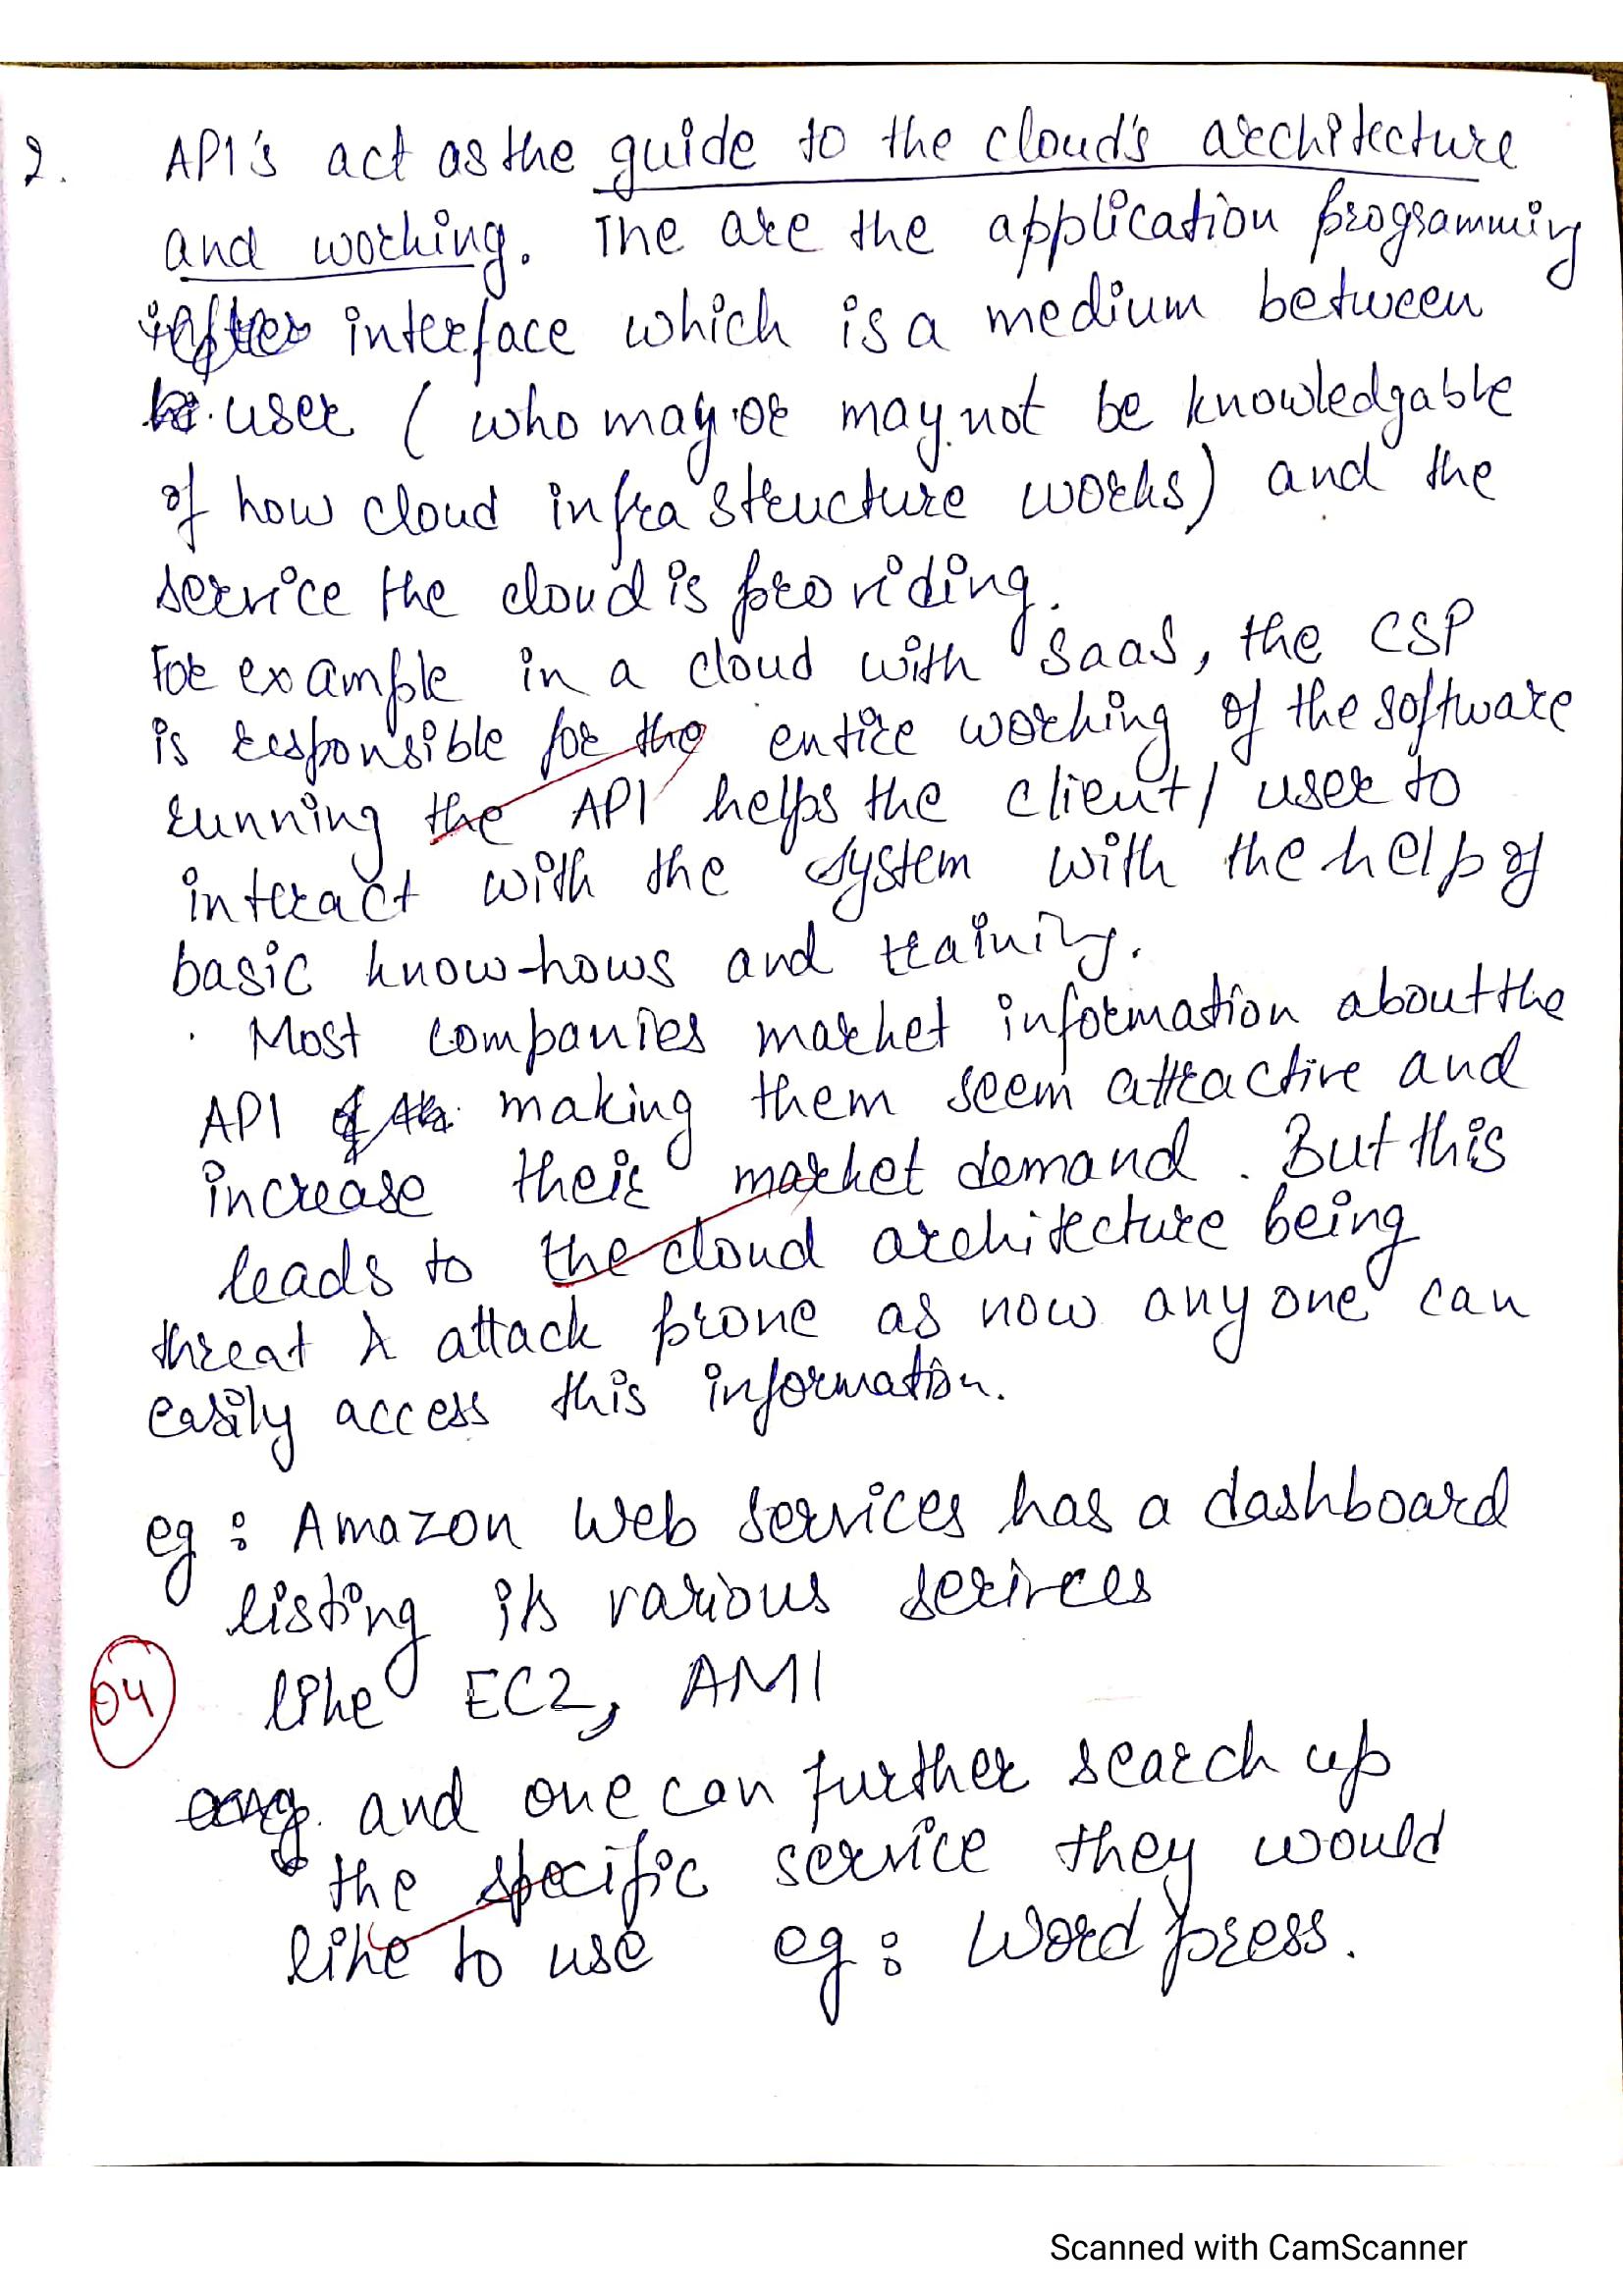 2. API's act as the guide to the cloud's architecture
and working. The are the application programming
interface which is a medium between
user ( who may or may not be knowledgable
of how cloud infrastructure works) and the
service the cloud is providing.
For example in a cloud with SaaS, the CSP
is responsible for the entire working of the software
running the API helps the client/ user to
interact with the system with the help of
basic know-hows and training.
Most companies market information about the
API making them seem attractive and
increase their market demand. But this
leads to the cloud architecture being
threat & attack prone as now anyone can
easily access this information.
eg: Amazon Web Services has a dashboard
listing its various serivces
like EC2, AMI
04
and one can further search up
the specific service they would
like to use eg: Wordpress.
Scanned with CamScanner